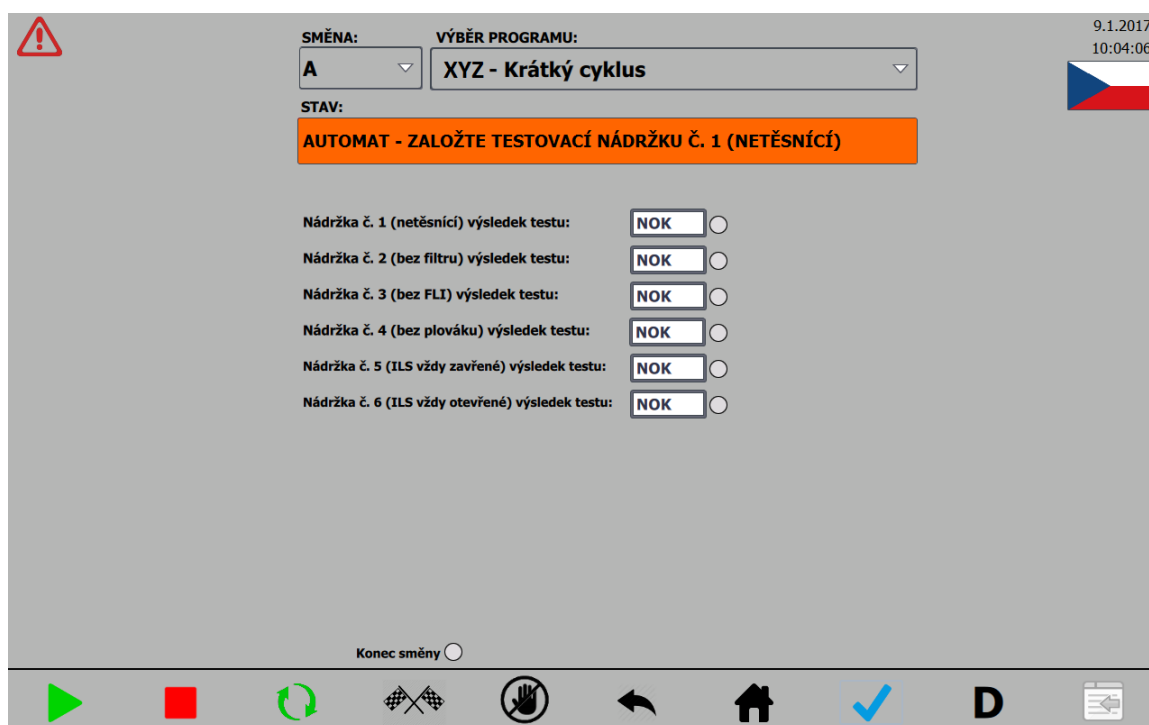 9.1.2017
10:04:06
SMĚNA:
VÝBĚR PROGRAMU:
A
XYZ - Krátký cyklus
STAV:
AUTOMAT - ZALOŽTE TESTOVACÍ NÁDRŽKU Č. 1 (NETĚSNÍCÍ)
Nádržka č. 1 (netěsnící) výsledek testu: NOK
Nádržka č. 2 (bez filtru) výsledek testu: NOK
Nádržka č. 3 (bez FLI) výsledek testu: NOK
Nádržka č. 4 (bez plováku) výsledek testu: NOK
Nádržka č. 5 (ILS vždy zavřené) výsledek testu: NOK
Nádržka č. 6 (ILS vždy otevřené) výsledek testu: NOK
Konec směny
D